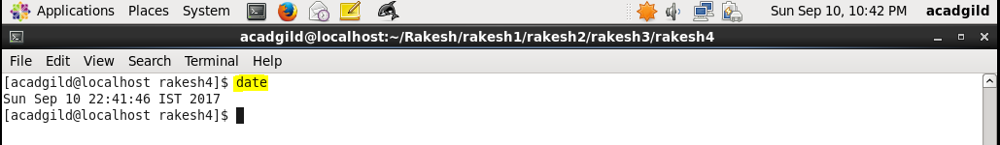 Applications Places System Sun Sep 10, 10:42 PM acadgild
acadgild@localhost:~/Rakesh/rakesh1/rakesh2/rakesh3/rakesh4
File Edit View Search Terminal Help
[acadgild@localhost rakesh4]$ date
Sun Sep 10 22:41:46 IST 2017
[acadgild@localhost rakesh4]$